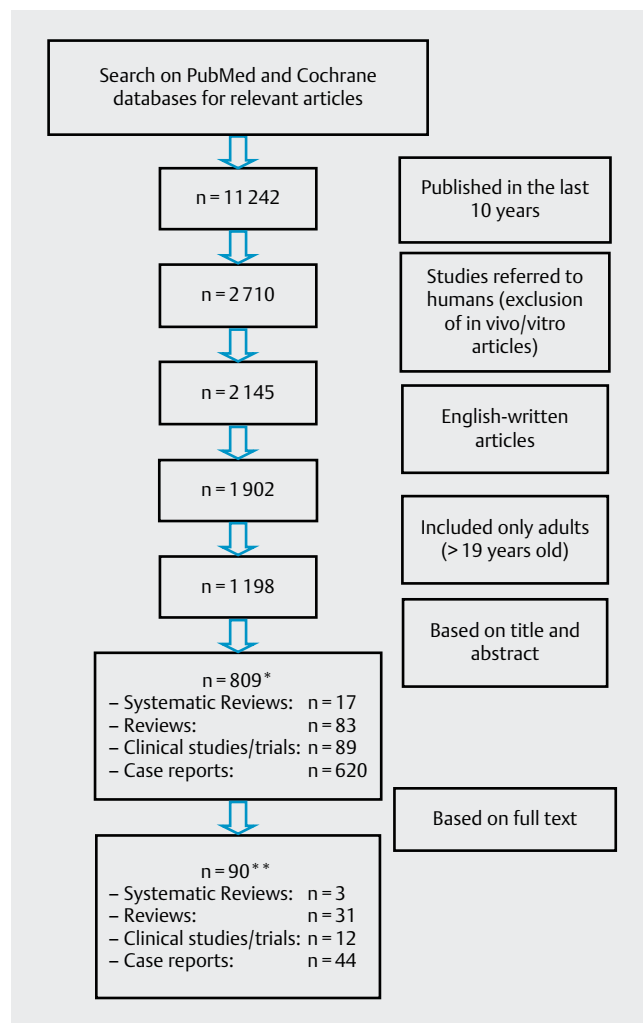 Search on PubMed and Cochrane
databases for relevant articles
n = 11 242
Published in the last
10 years
n = 2 710
Studies referred to
humans (exclusion
of in vivo/vitro
articles)
n = 2 145
English-written
articles
n = 1 902
Included only adults
(> 19 years old)
n = 1 198
Based on title and
abstract
n = 809*
– Systematic Reviews: n = 17
– Reviews: n = 83
– Clinical studies/trials: n = 89
– Case reports: n = 620
Based on full text
n = 90**
– Systematic Reviews: n = 3
– Reviews: n = 31
– Clinical studies/trials: n = 12
– Case reports: n = 44